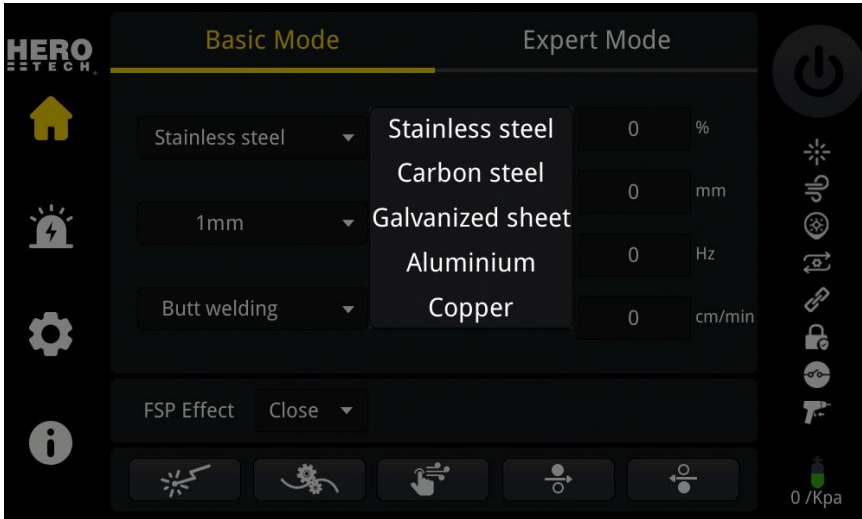 HERO
TECH
Basic Mode
Expert Mode
Stainless steel
1mm
Butt welding
Stainless steel
Carbon steel
Galvanized sheet
Aluminium
Copper
0 %
0 mm
0 Hz
0 cm/min
FSP Effect Close
0 /Kpa